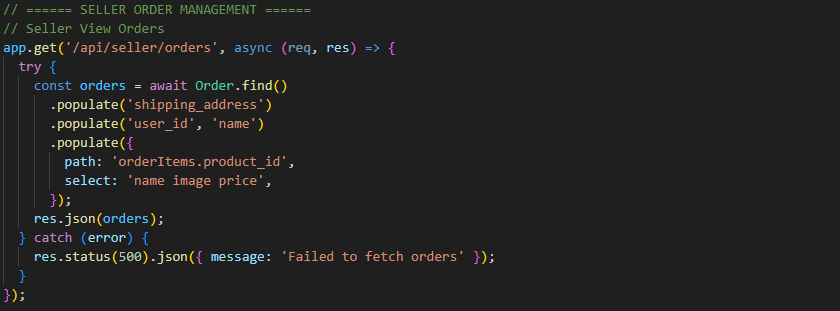 // ====== SELLER ORDER MANAGEMENT ======
// Seller View Orders
app.get('/api/seller/orders', async (req, res) => {
  try {
    const orders = await Order.find()
      .populate('shipping_address')
      .populate('user_id', 'name')
      .populate({
        path: 'orderItems.product_id',
        select: 'name image price',
      });
    res.json(orders);
  } catch (error) {
    res.status(500).json({ message: 'Failed to fetch orders' });
  }
});